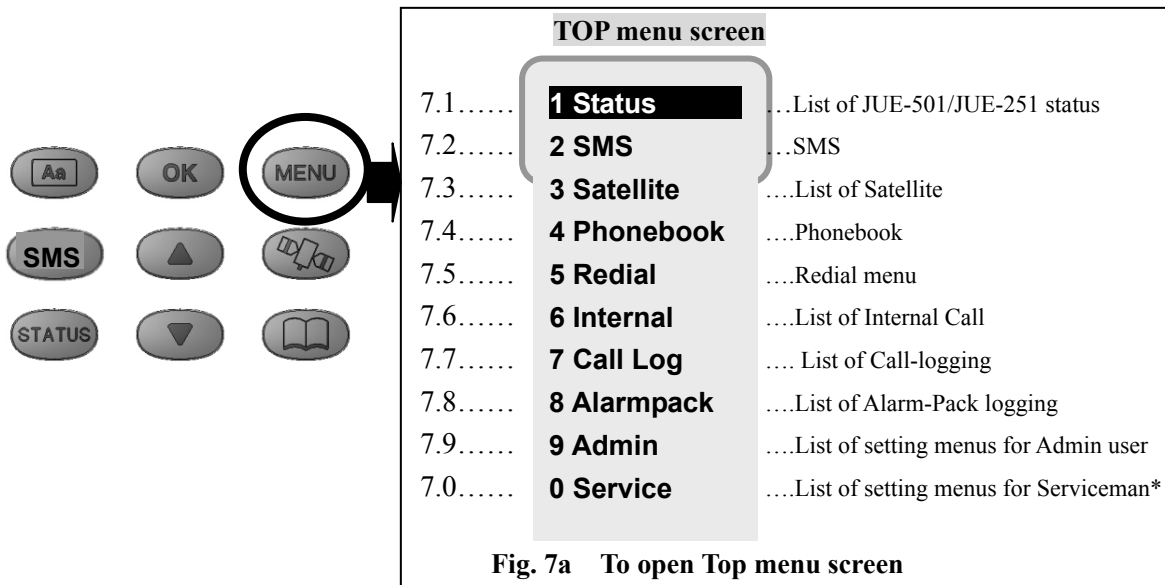 TOP menu screen
7.1…… 1 Status …List of JUE-501/JUE-251 status
7.2…… 2 SMS …SMS
7.3…… 3 Satellite ….List of Satellite
7.4…… 4 Phonebook ….Phonebook
7.5…… 5 Redial ….Redial menu
7.6…… 6 Internal ….List of Internal Call
7.7…… 7 Call Log …. List of Call-logging
7.8…… 8 Alarmpack ….List of Alarm-Pack logging
7.9…… 9 Admin ….List of setting menus for Admin user
7.0…… 0 Service ….List of setting menus for Serviceman*
Aa OK MENU
SMS
STATUS
Fig. 7a To open Top menu screen